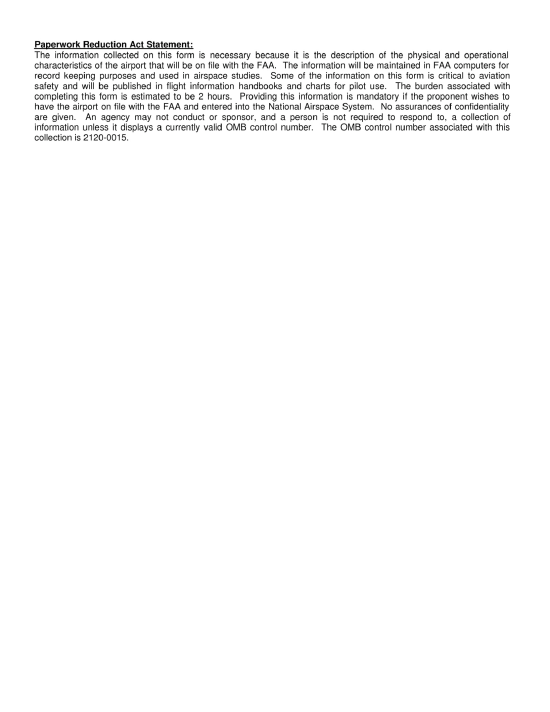 Paperwork Reduction Act Statement:
The information collected on this form is necessary because it is the description of the physical and operational
characteristics of the airport that will be on file with the FAA. The information will be maintained in FAA computers for
record keeping purposes and used in airspace studies. Some of the information on this form is critical to aviation
safety and will be published in flight information handbooks and charts for pilot use. The burden associated with
completing this form is estimated to be 2 hours. Providing this information is mandatory if the proponent wishes to
have the airport on file with the FAA and entered into the National Airspace System. No assurances of confidentiality
are given. An agency may not conduct or sponsor, and a person is not required to respond to, a collection of
information unless it displays a currently valid OMB control number. The OMB control number associated with this
collection is 2120-0015.